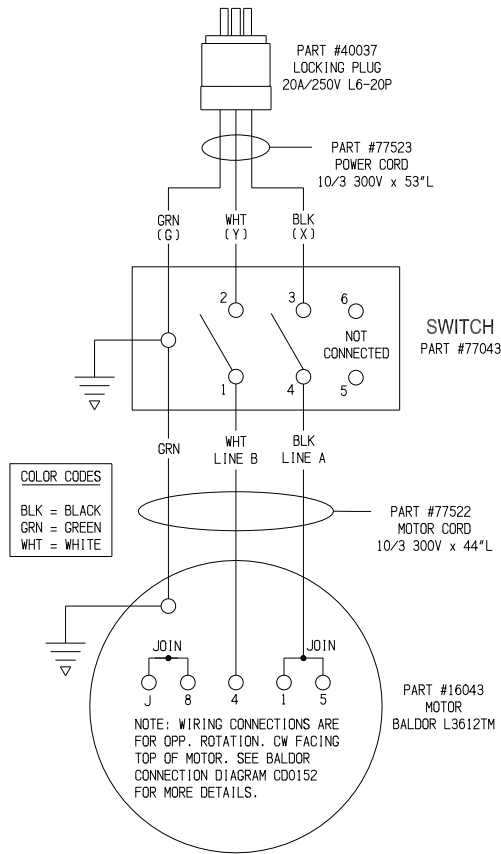 PART #40037
LOCKING PLUG
20A/250V L6-20P
PART #77523
POWER CORD
10/3 300V x 53"L
GRN
(G)
WHT
(Y)
BLK
(X)
2
3
6
NOT
CONNECTED
1
4
5
SWITCH
PART #77043
GRN
WHT
LINE B
BLK
LINE A
COLOR CODES
BLK = BLACK
GRN = GREEN
WHT = WHITE
PART #77522
MOTOR CORD
10/3 300V x 44"L
JOIN
JOIN
J
8
4
1
5
PART #16043
MOTOR
BALDOR L3612TM
NOTE: WIRING CONNECTIONS ARE
FOR OPP. ROTATION. CW FACING
TOP OF MOTOR. SEE BALDOR
CONNECTION DIAGRAM CD0152
FOR MORE DETAILS.